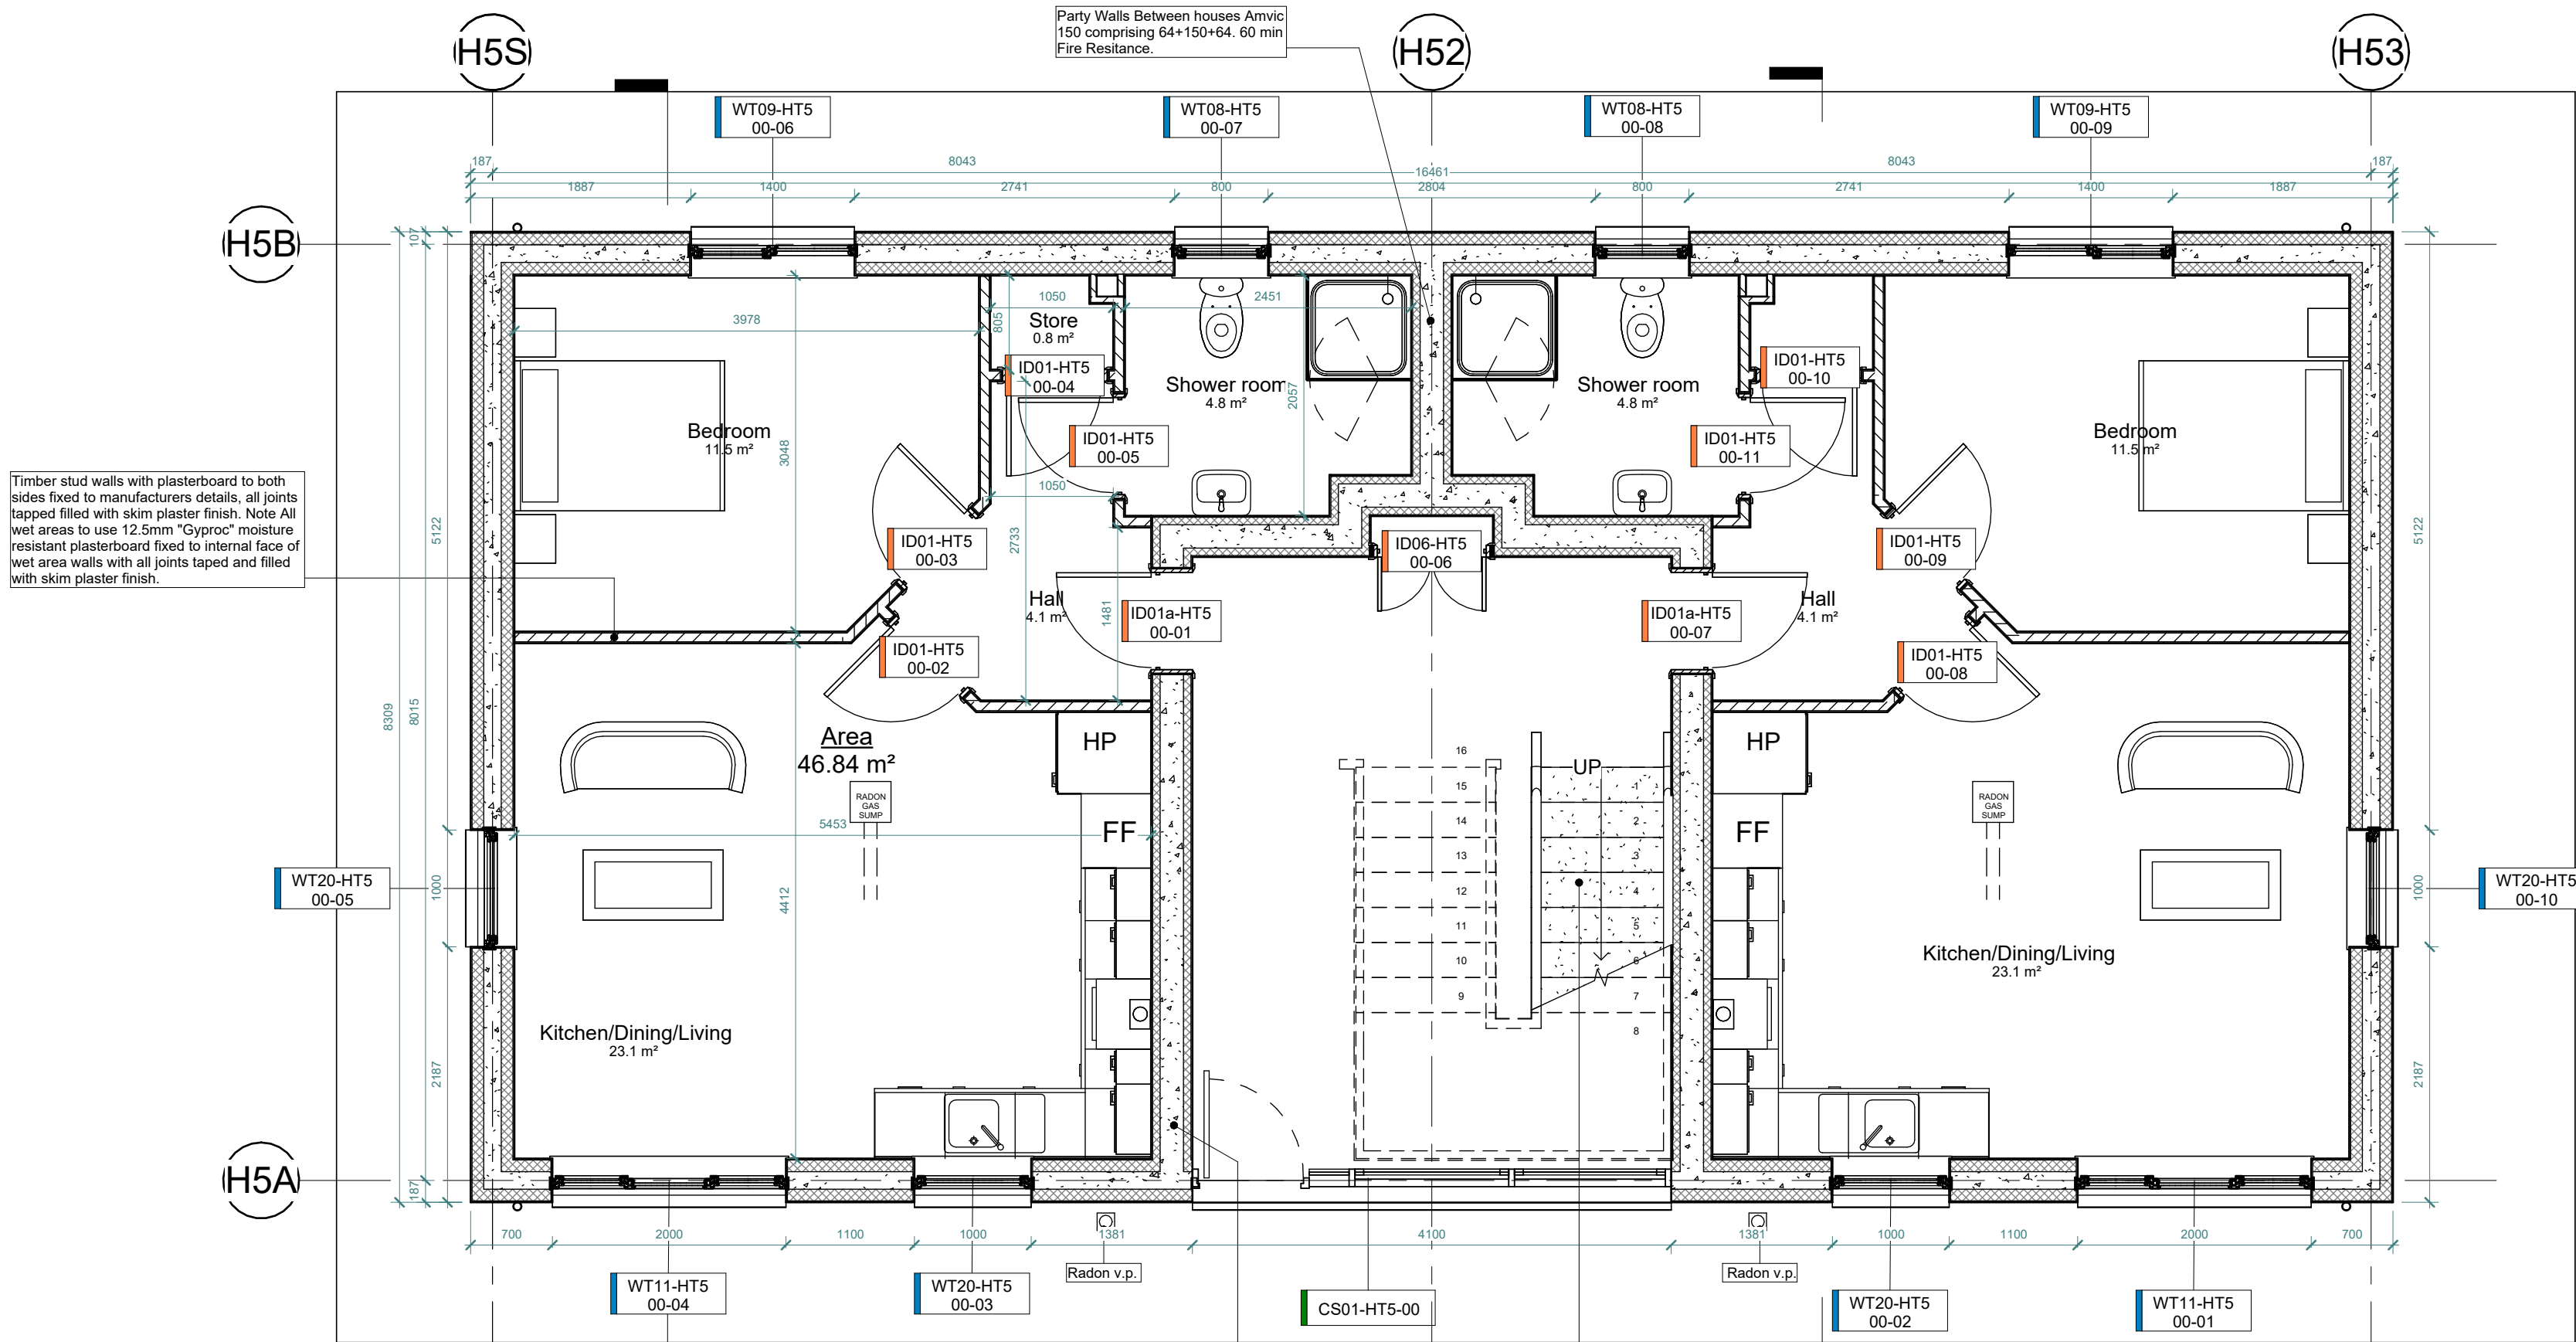 Party Walls Between houses Amvic
150 comprising 64+150+64. 60 min
Fire Resitance.
H5S
H52
H53
WT09-HT5
00-06
WT08-HT5
00-07
WT08-HT5
00-08
WT09-HT5
00-09
187
8043
8043
187
16461
1887
1400
2741
800
2804
800
2741
1400
1887
H5B
107
3978
1050
2451
805
Store
0.8 m²
ID01-HT5
00-04
ID01-HT5
00-10
Shower room
4.8 m²
2057
Shower room
4.8 m²
Bedroom
11.5 m²
3048
ID01-HT5
00-05
ID01-HT5
00-11
Bedroom
11.5 m²
Timber stud walls with plasterboard to both
sides fixed to manufacturers details, all joints
tapped filled with skim plaster finish. Note All
wet areas to use 12.5mm "Gyproc" moisture
resistant plasterboard fixed to internal face of
wet area walls with all joints taped and filled
with skim plaster finish.
5122
1050
2733
5122
ID01-HT5
00-03
ID06-HT5
00-06
ID01-HT5
00-09
Hall
4.1 m²
1481
ID01a-HT5
00-1
ID01a-HT5
00-07
Hall
4.1 m²
ID01-HT5
00-02
ID01-HT5
00-08
8309
8015
Area
46.84 m²
HP
HP
16
15
14
13
12
11
10
9
UP
1
2
3
4
5
6
7
8
RADON
GAS
SUMP
RADON
GAS
SUMP
5453
FF
FF
WT20-HT5
00-05
1000
4412
1000
WT20-HT5
00-10
Kitchen/Dining/Living
23.1 m²
Kitchen/Dining/Living
23.1 m²
2187
2187
H5A
187
700
2000
1100
1000
1381
4100
1381
1000
1100
2000
700
Radon v.p.
Radon v.p.
WT11-HT5
00-04
WT20-HT5
00-03
CS01-HT5-00
WT20-HT5
00-02
WT11-HT5
00-01